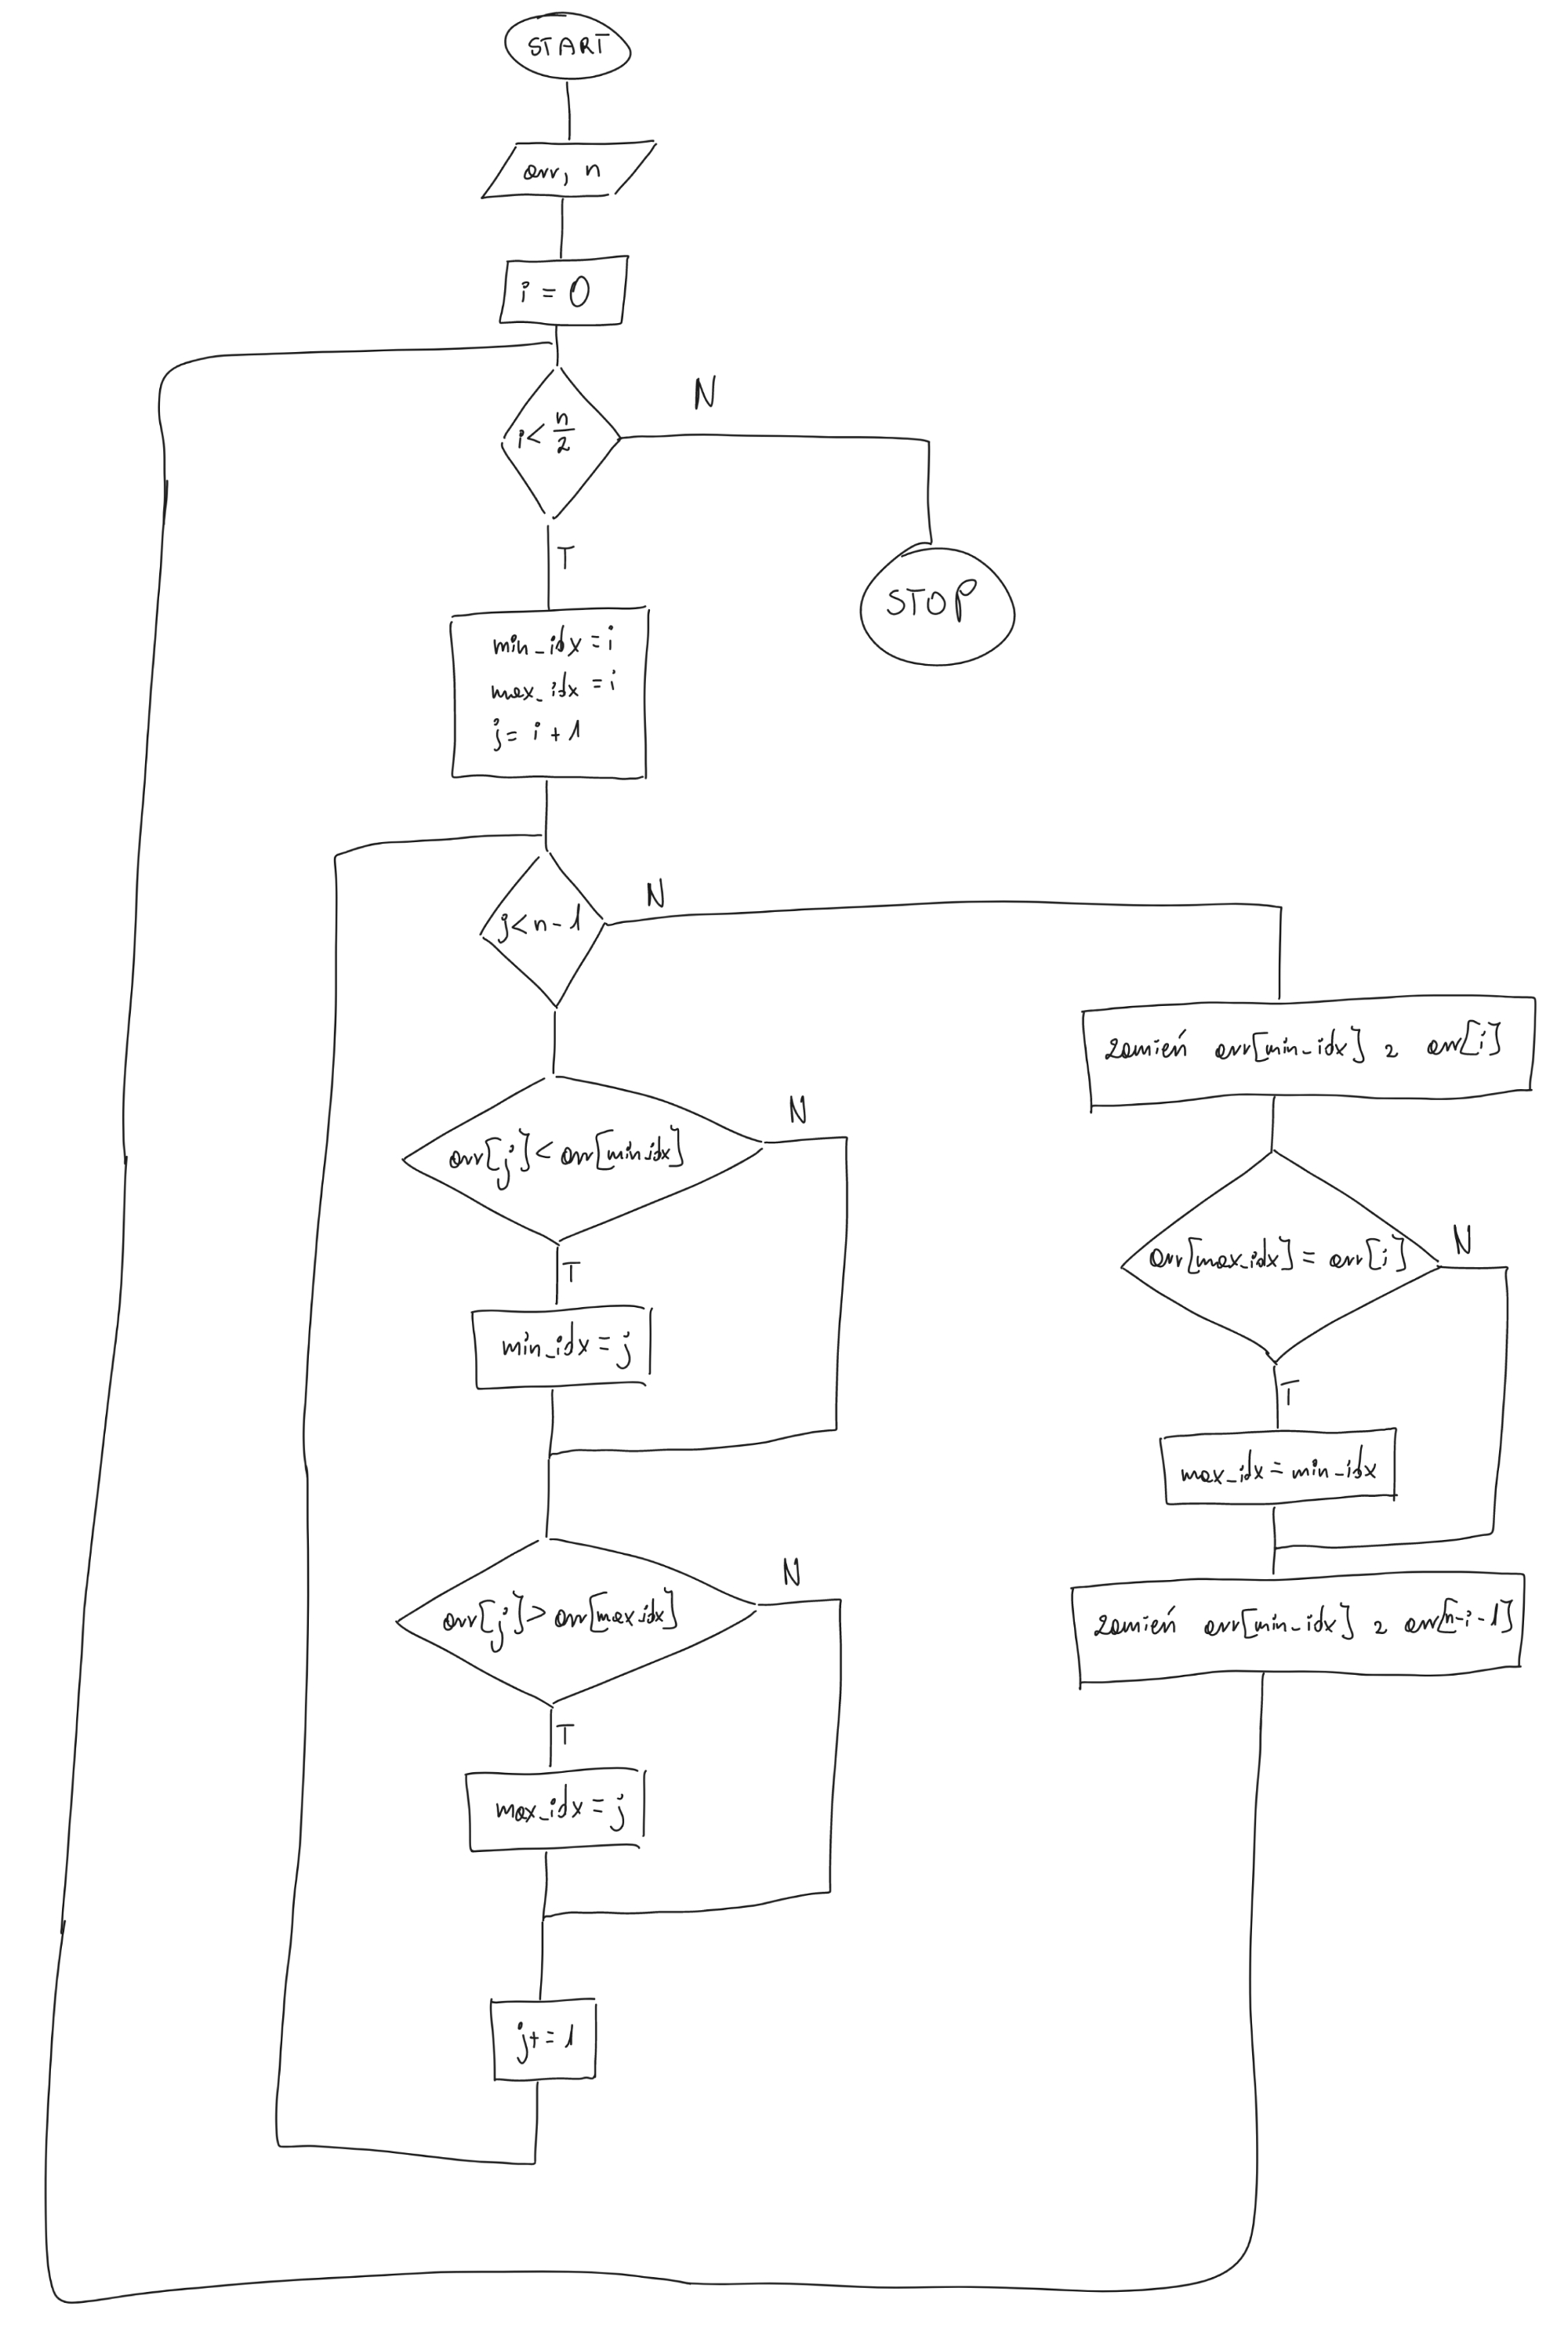 START
arr, n
i = 0
i < n/2
N
T
STOP
min_idx = i
max_idx = i
j = i + 1
j < n - 1
N
arr[j] < arr[min_idx]
N
T
min_idx = j
arr[j] > arr[max_idx]
N
T
max_idx = j
j += 1
zamień arr[min_idx] z arr[i]
arr[max_idx] = arr[i]
N
T
max_idx = min_idx
zamień arr[min_idx] z arr[n-i-1]